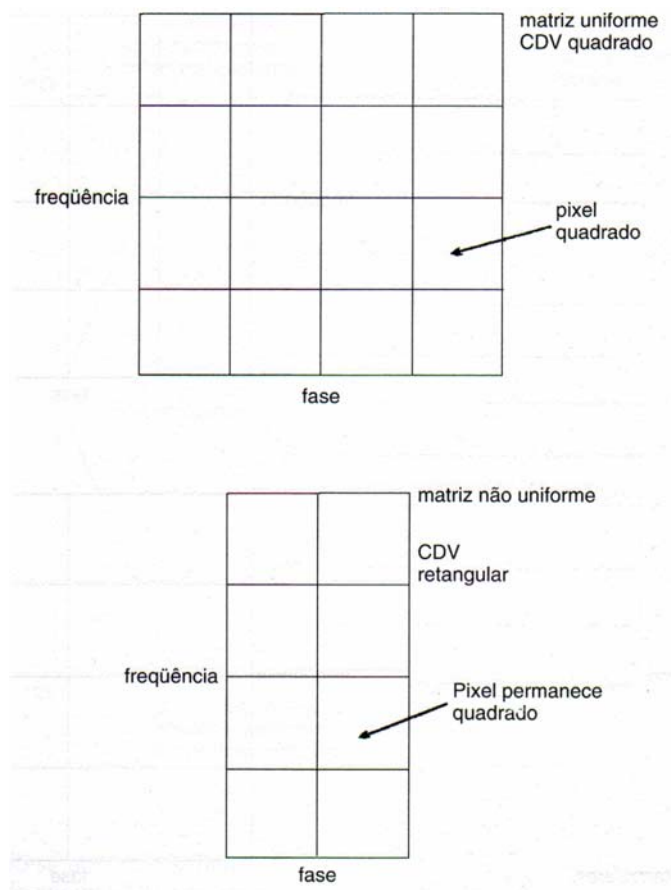 matriz uniforme
CDV quadrado
freqüência
pixel
quadrado
fase
matriz não uniforme
CDV
retangular
freqüência
Pixel permanece
quadrado
fase